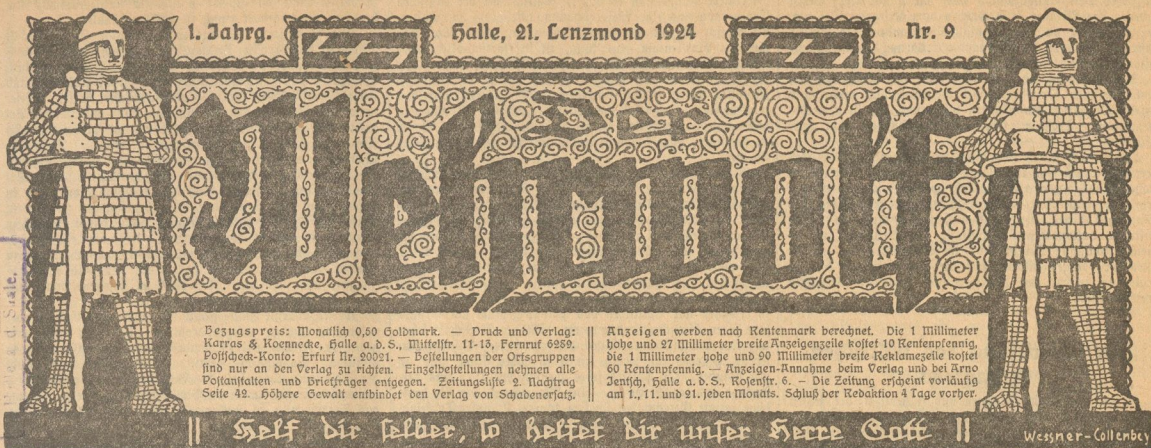 1. Jahrg.
Halle, 21. Lenzmond 1924
Nr. 9
Der
Wehrwolf
Bezugspreis: Monatlich 0,50 Goldmark. — Druck und Verlag:
Karras & Koennecke, Halle a. d. S., Mittelstr. 11-13, Fernruf 6259.
Postscheck-Konto: Erfurt Nr. 20021. — Bestellungen der Ortsgruppen
sind nur an den Verlag zu richten. Einzelbestellungen nehmen alle
Postanstalten und Briefträger entgegen. Zeitungsliste 2. Nachtrag
Seite 42. Höhere Gewalt entbindet den Verlag von Schadenersatz.
Anzeigen werden nach Rentenmark berechnet. Die 1 Millimeter
hohe und 27 Millimeter breite Anzeigenzeile kostet 10 Rentenpfennig,
die 1 Millimeter hohe und 90 Millimeter breite Reklamezeile kostet
60 Rentenpfennig. — Anzeigen-Annahme beim Verlag und bei Arno
Jentsch, Halle a. d. S., Rosenstr. 6. — Die Zeitung erscheint vorläufig
am 1., 11. und 21. jeden Monats. Schluß der Redaktion 4 Tage vorher.
Helf dir selber, so helfet dir unser Herre Gott
Wessner-Collenbey